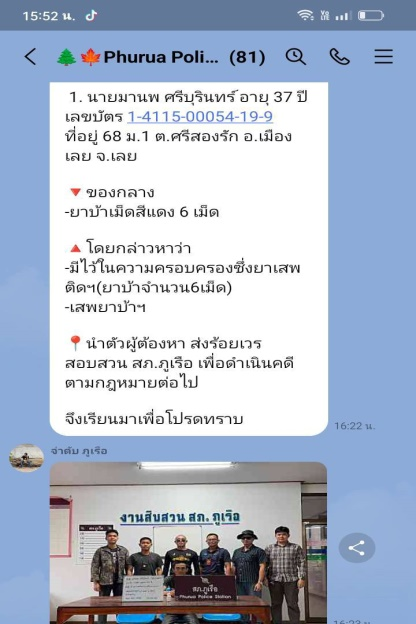 15:52 น.
Phurua Poli... (81)
1. นายมานพ ศรีบุรินทร์ อายุ 37 ปี
เลขบัตร 1-4115-00054-19-9
ที่อยู่ 68 ม.1 ต.ศรีสองรัก อ.เมือง
เลย จ.เลย
🔻ของกลาง
-ยาบ้าเม็ดสีแดง 6 เม็ด
🔺โดยกล่าวหาว่า
-มีไว้ในความครอบครองซึ่งยาเสพ
ติดฯ(ยาบ้าจำนวน6เม็ด)
-เสพยาบ้าฯ
📍นำตัวผู้ต้องหา ส่งร้อยเวร
สอบสวน สภ.ภูเรือ เพื่อดำเนินคดี
ตามกฎหมายต่อไป
จึงเรียนมาเพื่อโปรดทราบ
16:22 น.
จ่าตับ ภูเรือ
งานสืบสวน สภ. ภูเรือ
สภ.ภูเรือ
Phurua Police Station
16:23 น.